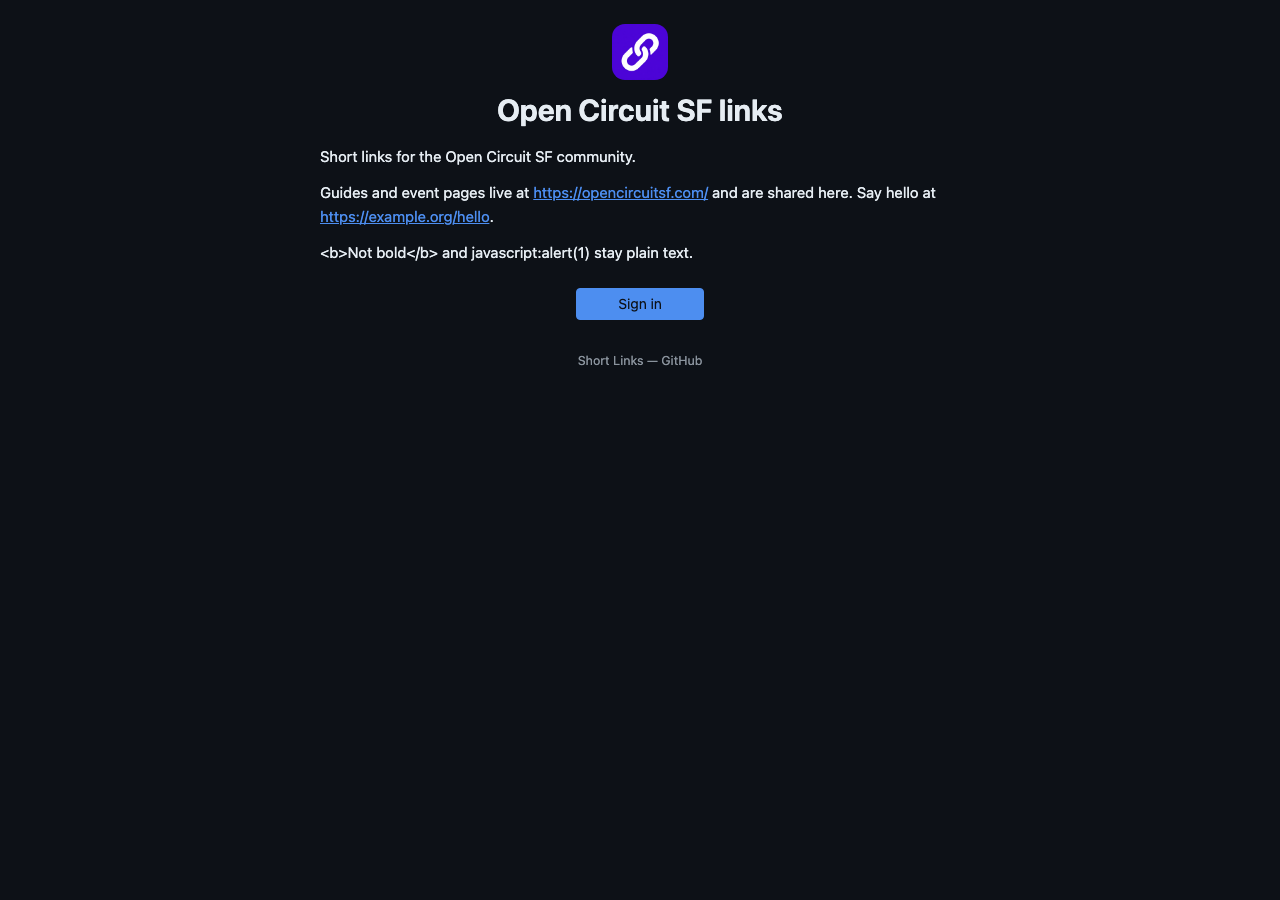 Open Circuit SF links
Short links for the Open Circuit SF community.
Guides and event pages live at https://opencircuitsf.com/ and are shared here. Say hello at
https://example.org/hello.
<b>Not bold</b> and javascript:alert(1) stay plain text.
Sign in
Short Links — GitHub